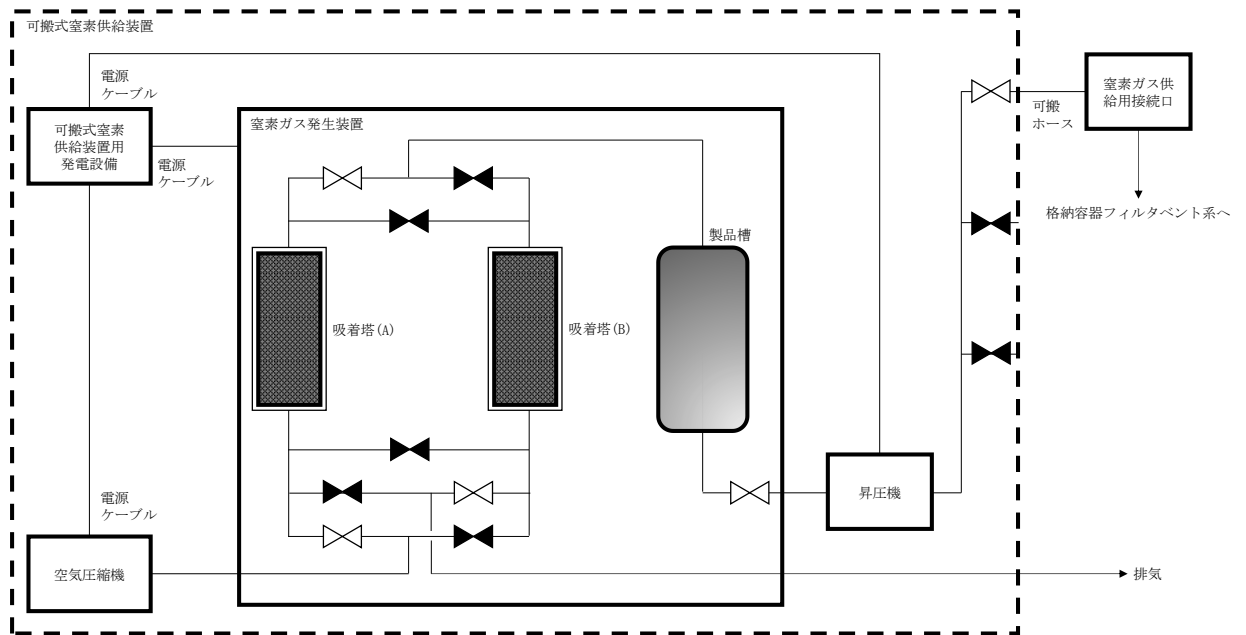 可搬式窒素供給装置
電源
ケーブル
窒素ガス供
給用接続口
可搬
ホース
可搬式窒素
供給装置用
発電設備
窒素ガス発生装置
電源
ケーブル
格納容器フィルタベント系へ
製品槽
吸着塔(A)
吸着塔(B)
電源
ケーブル
昇圧機
空気圧縮機
排気